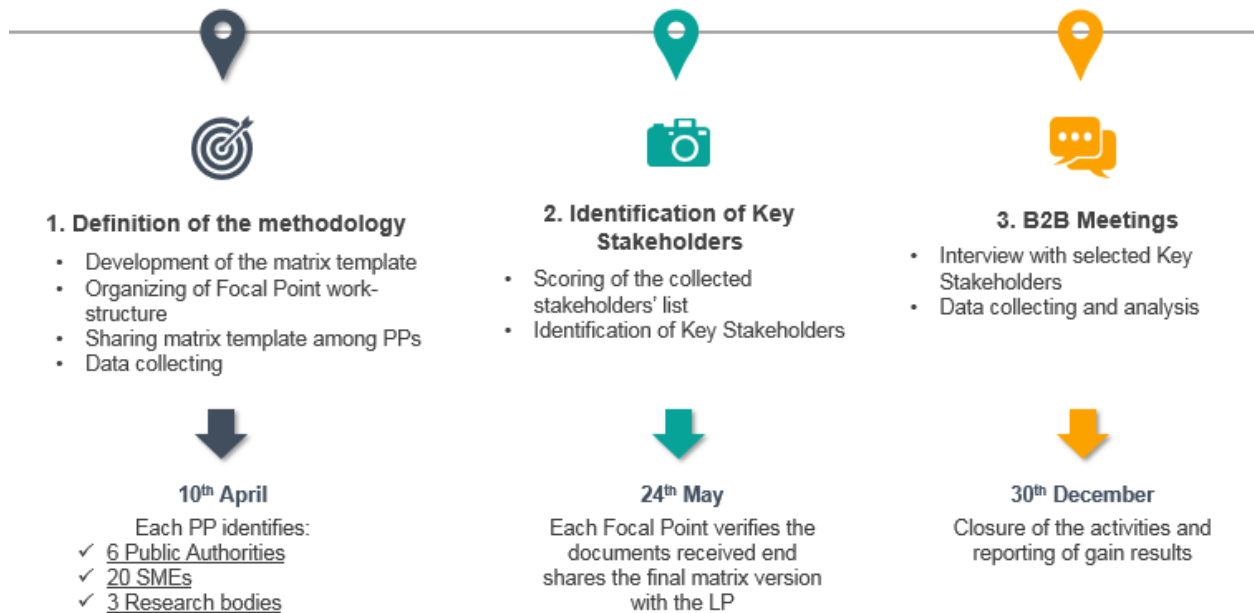 1. Definition of the methodology
• Development of the matrix template
• Organizing of Focal Point work-
structure
• Sharing matrix template among PPs
• Data collecting
10th April
Each PP identifies:
✓ 6 Public Authorities
✓ 20 SMEs
✓ 3 Research bodies
2. Identification of Key
Stakeholders
• Scoring of the collected
stakeholders' list
• Identification of Key Stakeholders
24th May
Each Focal Point verifies the
documents received end
shares the final matrix version
with the LP
3. B2B Meetings
• Interview with selected Key
Stakeholders
• Data collecting and analysis
30th December
Closure of the activities and
reporting of gain results